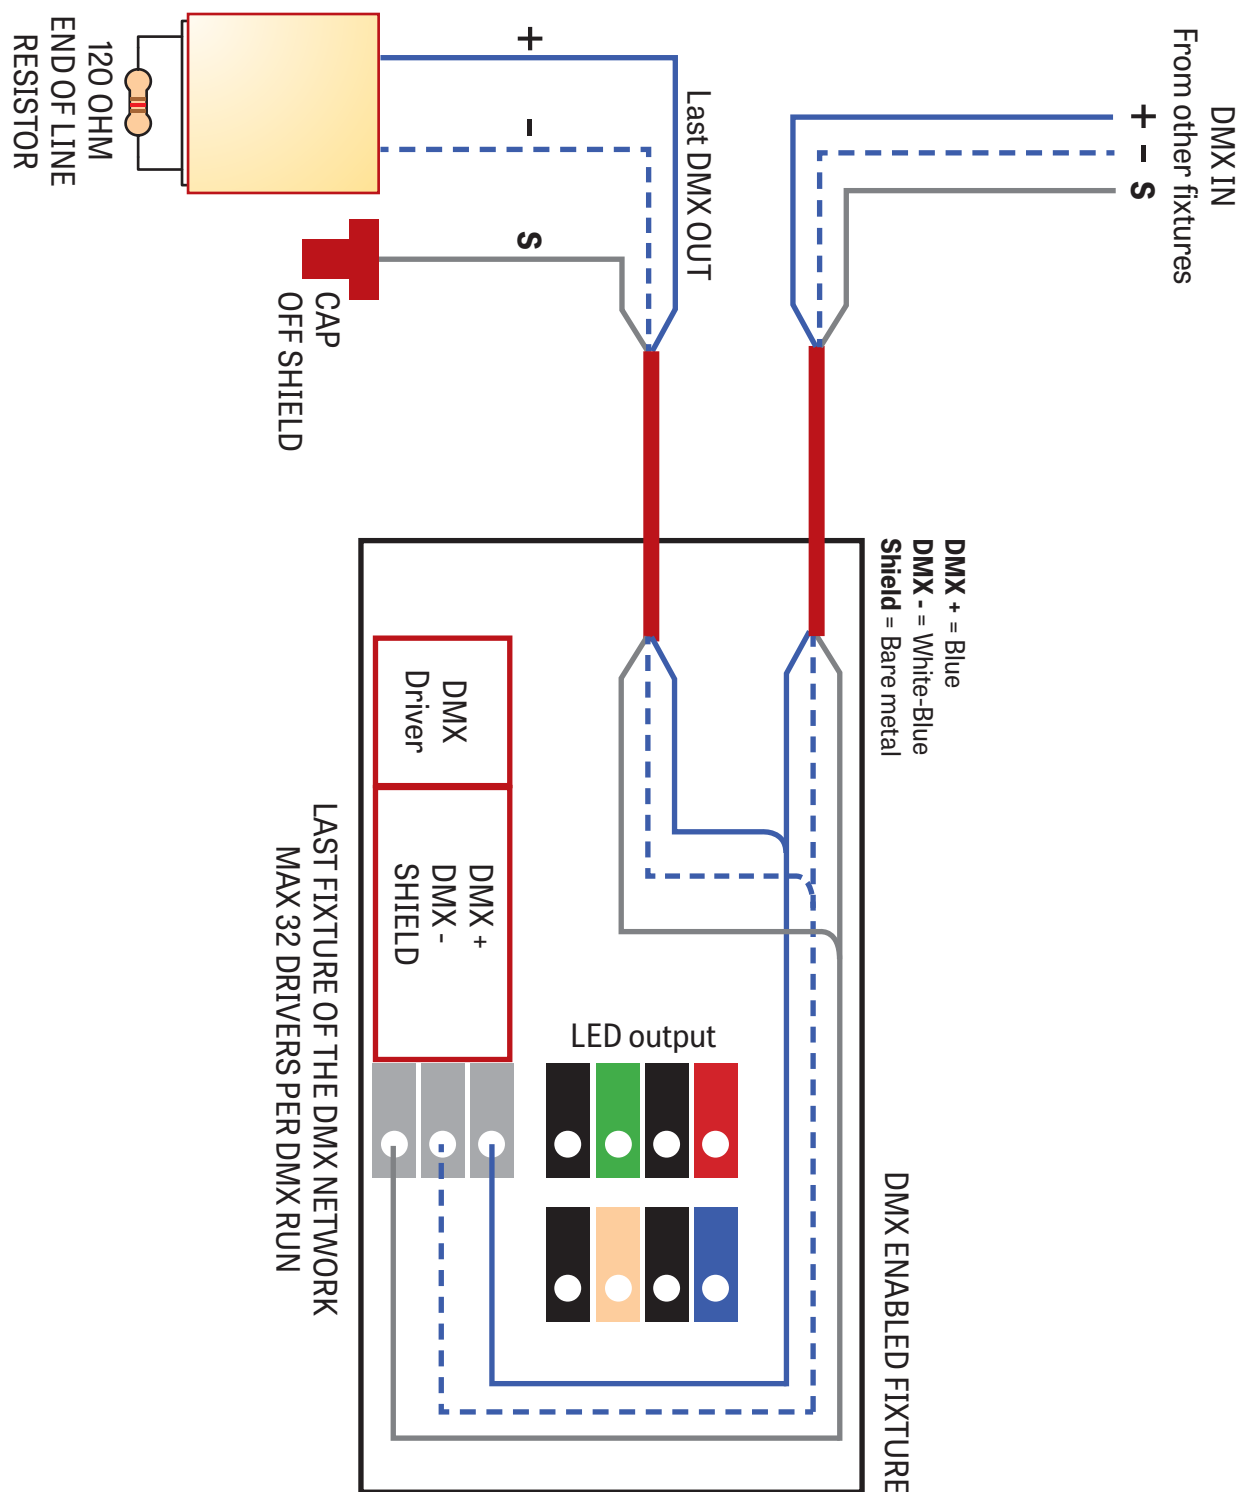 DMX IN
From other fixtures
+
-
S
Last DMX OUT
+
-
S
120 OHM
END OF LINE
RESISTOR
CAP
OFF SHIELD
DMX + = Blue
DMX - = White-Blue
Shield = Bare metal
DMX
Driver
DMX +
DMX -
SHIELD
LED output
DMX ENABLED FIXTURE
LAST FIXTURE OF THE DMX NETWORK
MAX 32 DRIVERS PER DMX RUN